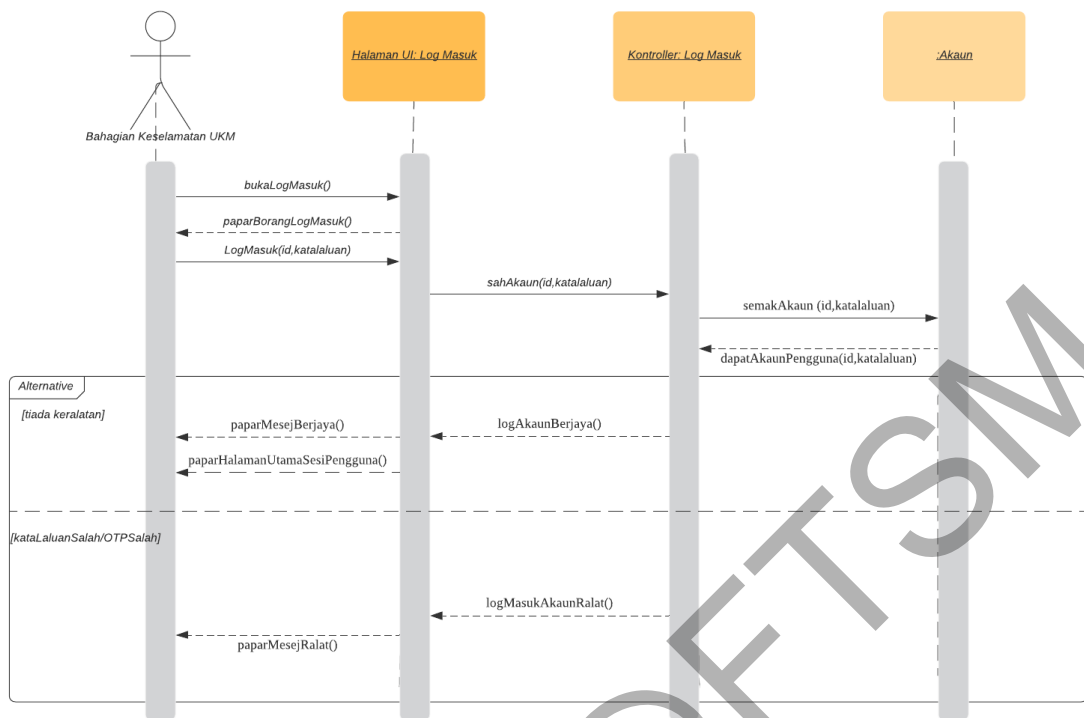 Halaman UI: Log Masuk
Kontroller: Log Masuk
:Akaun
Bahagian Keselamatan UKM
bukaLogMasuk()
paparBorangLogMasuk()
LogMasuk(id,katalaluan)
sahAkaun(id,katalaluan)
semakAkaun (id,katalaluan)
dapatAkaunPengguna(id,katalaluan)
Alternative
[tiada keralatan]
paparMesejBerjaya()
logAkaunBerjaya()
paparHalamanUtamaSesiPengguna()
[kataLaluanSalah/OTPSalah]
logMasukAkaunRalat()
paparMesejRalat()
FTSM